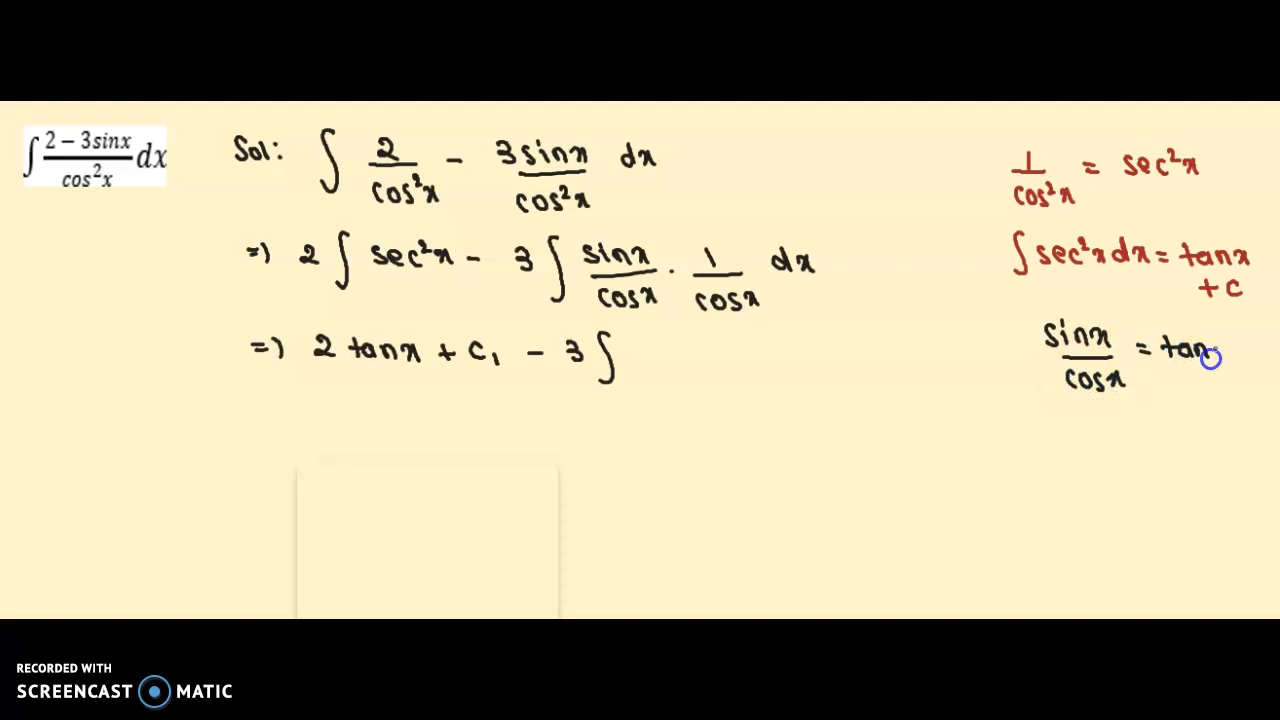 ∫ (2 − 3sinx)/(cos²x) dx
Sol: ∫ 2/(cos²x) − (3sinx)/(cos²x) dx
=) 2 ∫ sec²x − 3 ∫ (sinx)/(cosx) · 1/(cosx) dx
=) 2 tanx + C₁ − 3 ∫
1/(cos²x) = sec²x
∫ sec²x dx = tanx
+ C
(sinx)/(cosx) = tan
RECORDED WITH
SCREENCAST MATIC